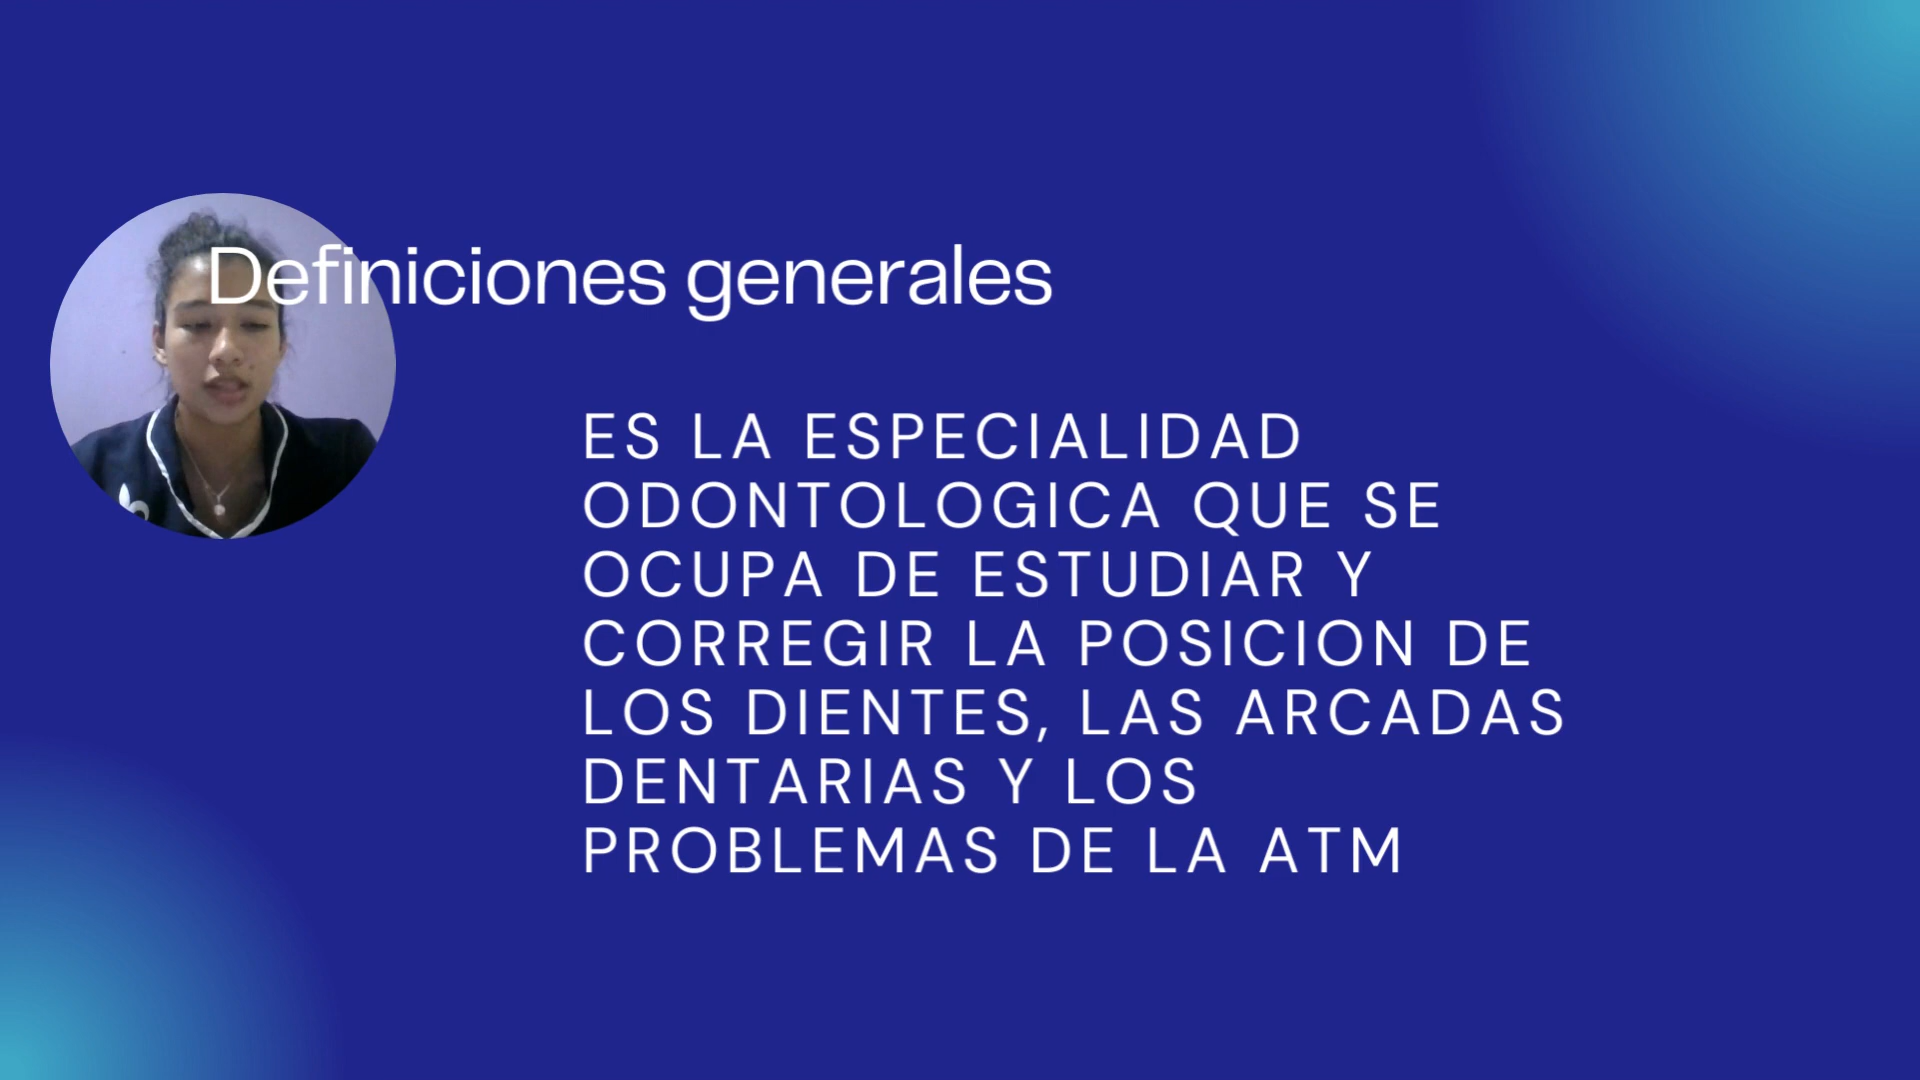 Definiciones generales
ES LA ESPECIALIDAD
ODONTOLOGICA QUE SE
OCUPA DE ESTUDIAR Y
CORREGIR LA POSICION DE
LOS DIENTES, LAS ARCADAS
DENTARIAS Y LOS
PROBLEMAS DE LA ATM